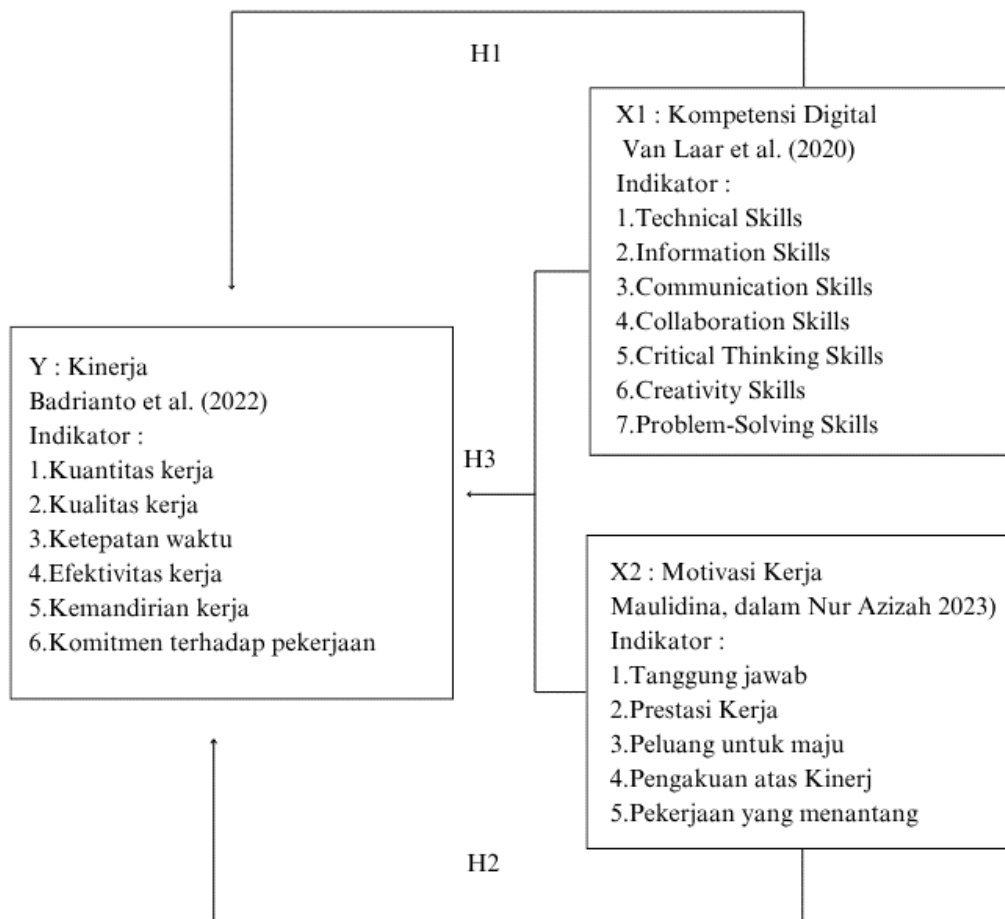 H1
X1 : Kompetensi Digital
Van Laar et al. (2020)
Indikator :
1.Technical Skills
2.Information Skills
3.Communication Skills
4.Collaboration Skills
5.Critical Thinking Skills
6.Creativity Skills
7.Problem-Solving Skills
Y : Kinerja
Badrianto et al. (2022)
Indikator :
1.Kuantitas kerja
2.Kualitas kerja
3.Ketepatan waktu
4.Efektivitas kerja
5.Kemandirian kerja
6.Komitmen terhadap pekerjaan
H3
X2 : Motivasi Kerja
Maulidina, dalam Nur Azizah 2023)
Indikator :
1.Tanggung jawab
2.Prestasi Kerja
3.Peluang untuk maju
4.Pengakuan atas Kinerj
5.Pekerjaan yang menantang
H2